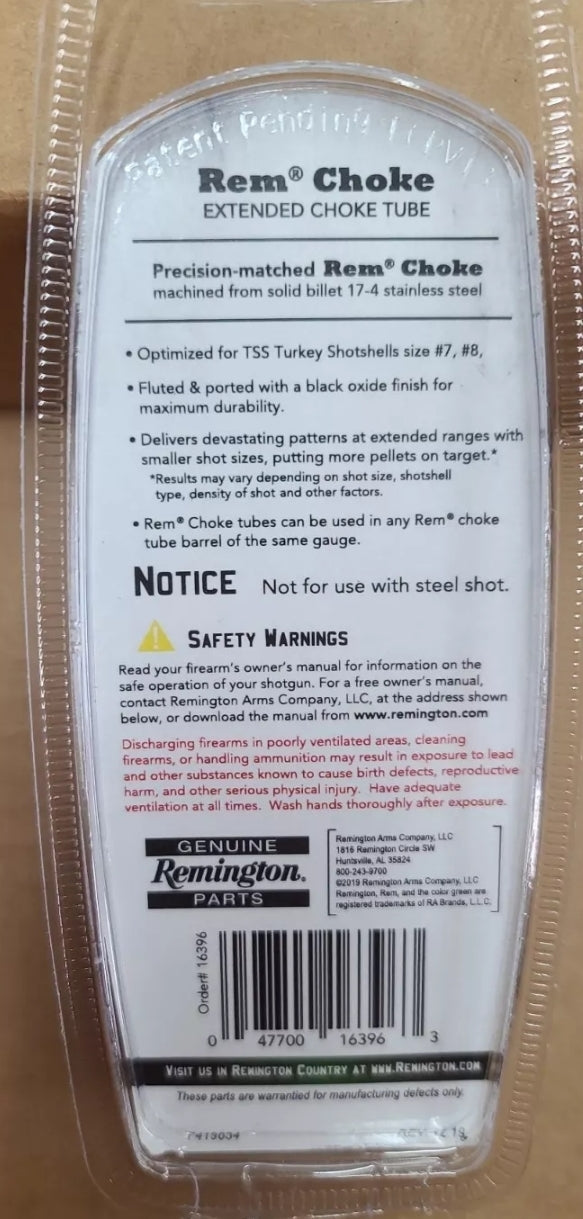 Patent Pending
Rem® Choke
EXTENDED CHOKE TUBE
Precision-matched Rem® Choke
machined from solid billet 17-4 stainless steel
• Optimized for TSS Turkey Shotshells size #7, #8,
• Fluted & ported with a black oxide finish for
maximum durability.
• Delivers devastating patterns at extended ranges with
smaller shot sizes, putting more pellets on target.*
*Results may vary depending on shot size, shotshell
type, density of shot and other factors.
• Rem® Choke tubes can be used in any Rem® choke
tube barrel of the same gauge.
NOTICE Not for use with steel shot.
SAFETY WARNINGS
Read your firearm's owner's manual for information on the
safe operation of your shotgun. For a free owner's manual,
contact Remington Arms Company, LLC, at the address shown
below, or download the manual from www.remington.com
Discharging firearms in poorly ventilated areas, cleaning
firearms, or handling ammunition may result in exposure to lead
and other substances known to cause birth defects, reproductive
harm, and other serious physical injury. Have adequate
ventilation at all times. Wash hands thoroughly after exposure.
GENUINE
Remington.
PARTS
Remington Arms Company, LLC
1816 Remington Circle SW
Huntsville, AL 35824
800-243-9700
©2019 Remington Arms Company, LLC
Remington, Rem, and the color green are
registered trademarks of RA Brands, L.L.C.
Order# 16396
0 47700 16396 3
VISIT US IN REMINGTON COUNTRY AT WWW.REMINGTON.COM
These parts are warrantied for manufacturing defects only.